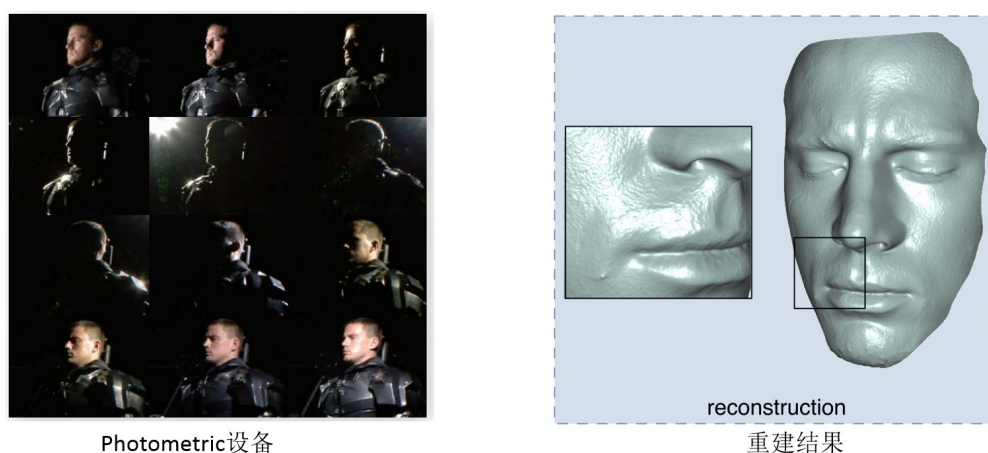 reconstruction
Photometric设备
重建结果